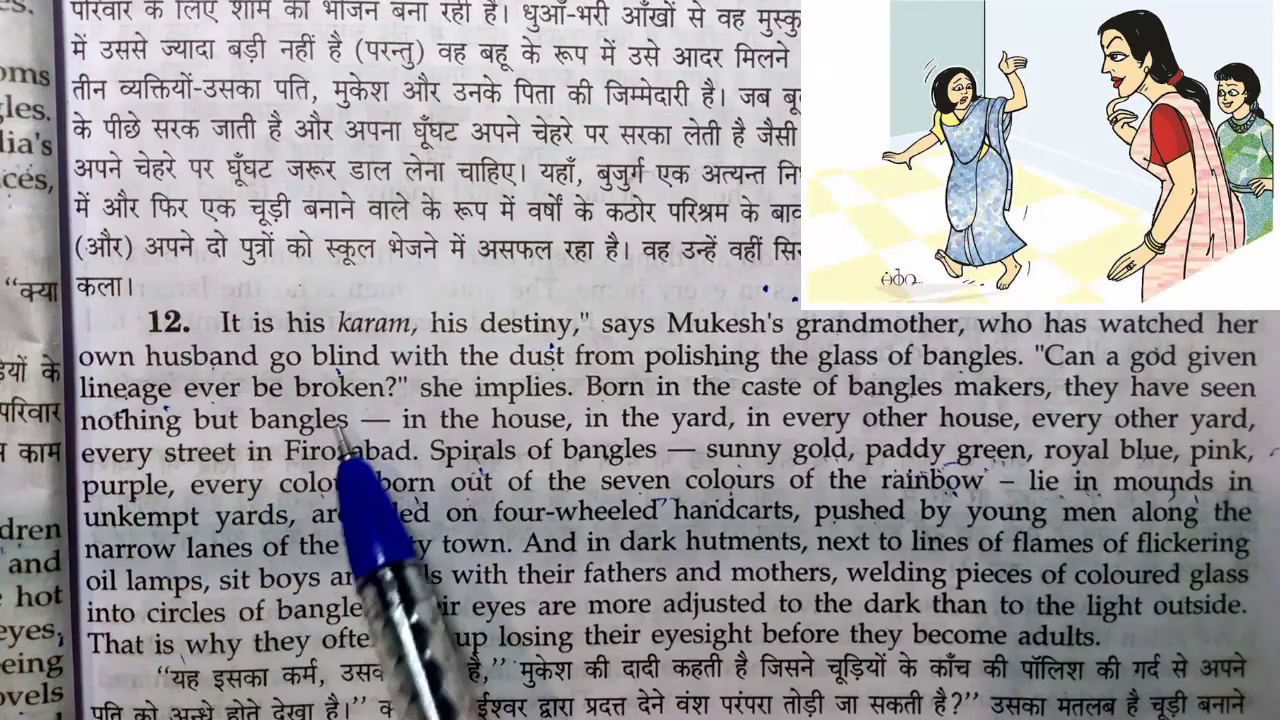 परिवार के लिए शाम का भोजन बना रही है। धुआँ-भरी आँखों से वह
में उससे ज्यादा बड़ी नहीं है (परन्तु) वह बहू के रूप में उसे आदर मिलने
तीन व्यक्तियों-उसका पति, मुकेश और उनके पिता की जिम्मेदारी है। जब
के पीछे सरक जाती है और अपना घूँघट अपने चेहरे पर सरका लेती है जैसी
अपने चेहरे पर घूँघट जरूर डाल लेना चाहिए। यहाँ, बुजुर्ग एक अत्यन्त
में और फिर एक चूड़ी बनाने वाले के रूप में वर्षों के कठोर परिश्रम के
(और) अपने दो पुत्रों को स्कूल भेजने में असफल रहा है। वह उन्हें वहीं
कला।
12. It is his karam, his destiny," says Mukesh's grandmother, who has watched her
own husband go blind with the dust from polishing the glass of bangles. "Can a god given
lineage ever be broken?" she implies. Born in the caste of bangles makers, they have seen
nothing but bangles — in the house, in the yard, in every other house, every other yard,
every street in Firozabad. Spirals of bangles — sunny gold, paddy green, royal blue, pink,
purple, every colour born out of the seven colours of the rainbow – lie in mounds in
unkempt yards, are on four-wheeled handcarts, pushed by young men along the
narrow lanes of the town. And in dark hutments, next to lines of flames of flickering
oil lamps, sit boys and with their fathers and mothers, welding pieces of coloured glass
into circles of bangles eyes are more adjusted to the dark than to the light outside.
That is why they often up losing their eyesight before they become adults.
“यह इसका कर्म, है,’’ मुकेश की दादी कहती है जिसने चूड़ियों के काँच की पॉलिश की गर्द से अपने
पति को अन्धे होते देखा है।’’ ईश्वर द्वारा प्रदत्त देने वंश परंपरा तोड़ी जा सकती है?’’ उसका मतलब है चूड़ी बनाने
oms
gles.
dia's
ces,
“क्या
ड़ियों के
परिवार
काम
dren
and
hot
eyes,
eing
ovels